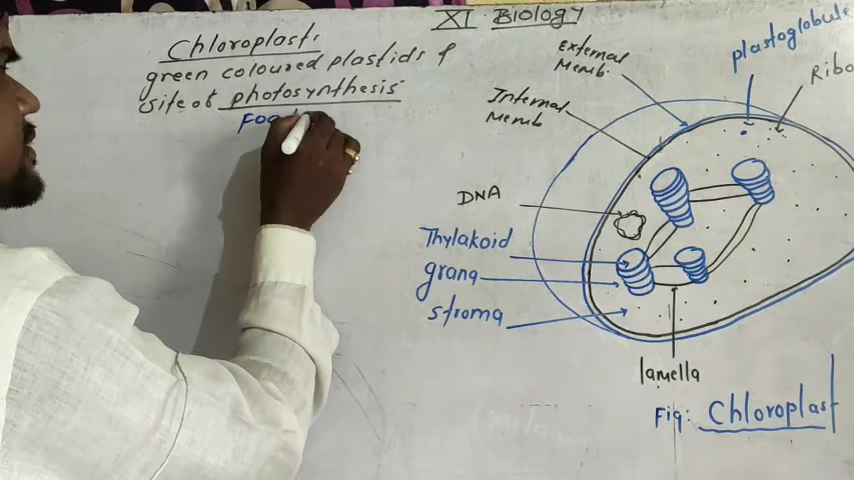 XI Biology
Chloroplast:
green coloured plastids &
site of photosynthesis
External
Memb.
plastoglobule
Ribo
Internal
Memb
DNA
Thylakoid
grana
stroma
lamella
Fig: Chloroplast